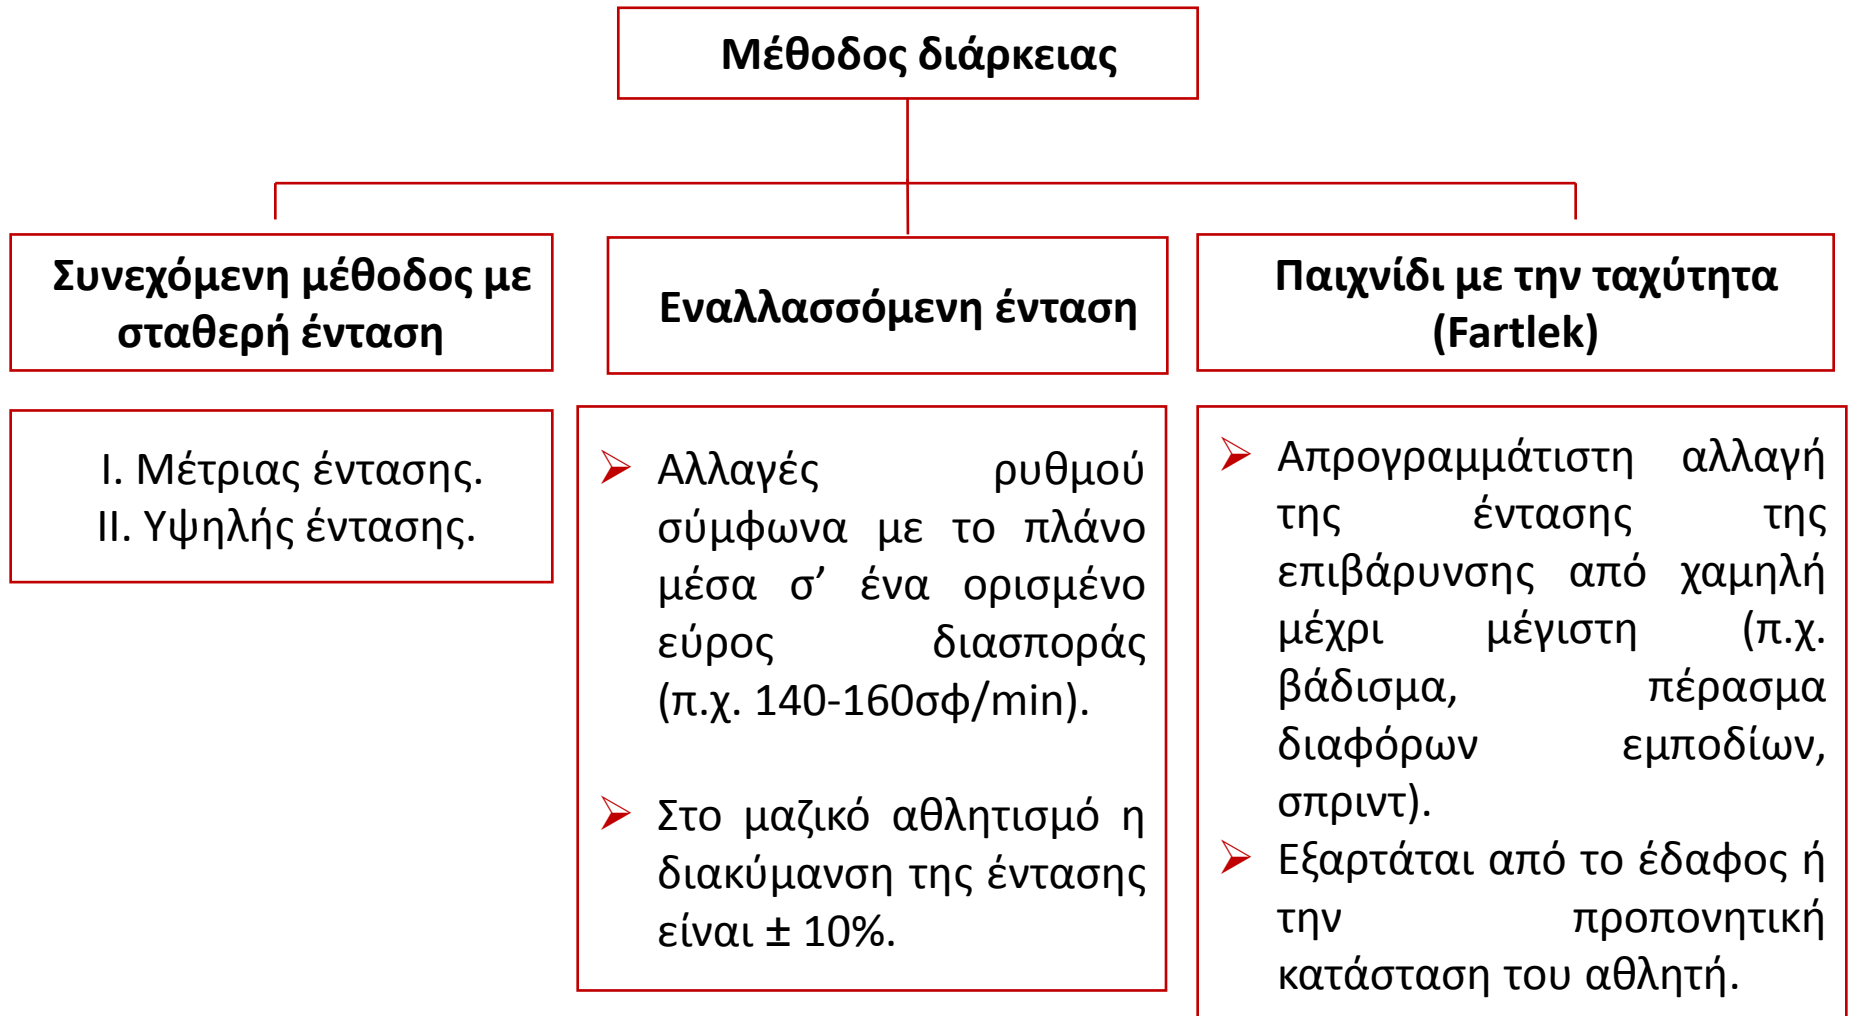 Μέθοδος διάρκειας
Συνεχόμενη μέθοδος με
σταθερή ένταση
Εναλλασσόμενη ένταση
Παιχνίδι με την ταχύτητα
(Fartlek)
I. Μέτριας έντασης.
II. Υψηλής έντασης.
➢ Αλλαγές ρυθμού
σύμφωνα με το πλάνο
μέσα σ’ ένα ορισμένο
εύρος διασποράς
(π.χ. 140-160σφ/min).
➢ Στο μαζικό αθλητισμό η
διακύμανση της έντασης
είναι ± 10%.
➢ Απρογραμμάτιστη αλλαγή
της έντασης της
επιβάρυνσης από χαμηλή
μέχρι μέγιστη (π.χ.
βάδισμα, πέρασμα
διαφόρων εμποδίων,
σπριντ).
➢ Εξαρτάται από το έδαφος ή
την προπονητική
κατάσταση του αθλητή.